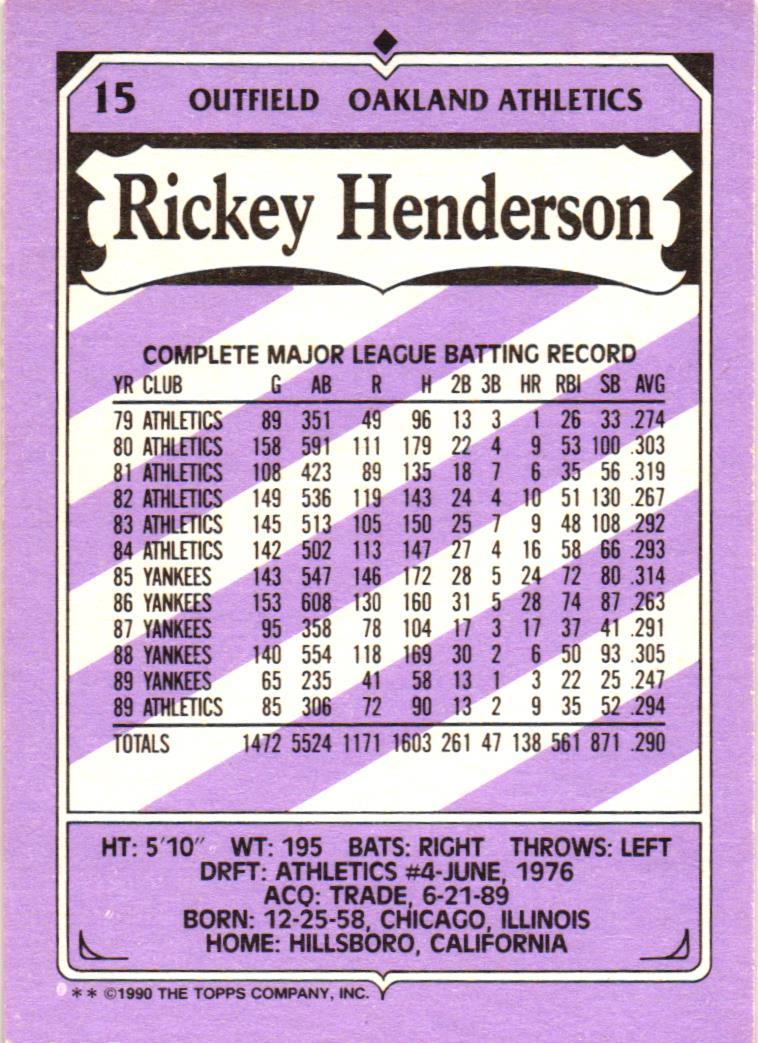 15 OUTFIELD OAKLAND ATHLETICS
Rickey Henderson
COMPLETE MAJOR LEAGUE BATTING RECORD
YR CLUB G AB R H 2B 3B HR RBI SB AVG
79 ATHLETICS 89 351 49 96 13 3 1 26 33 .274
80 ATHLETICS 158 591 111 179 22 4 9 53 100 .303
81 ATHLETICS 108 423 89 135 18 7 6 35 56 .319
82 ATHLETICS 149 536 119 143 24 4 10 51 130 .267
83 ATHLETICS 145 513 105 150 25 7 9 48 108 .292
84 ATHLETICS 142 502 113 147 27 4 16 58 66 .293
85 YANKEES 143 547 146 172 28 5 24 72 80 .314
86 YANKEES 153 608 130 160 31 5 28 74 87 .263
87 YANKEES 95 358 78 104 17 3 17 37 41 .291
88 YANKEES 140 554 118 169 30 2 6 50 93 .305
89 YANKEES 65 235 41 58 13 1 3 22 25 .247
89 ATHLETICS 85 306 72 90 13 2 9 35 52 .294
TOTALS 1472 5524 1171 1603 261 47 138 561 871 .290
HT: 5'10" WT: 195 BATS: RIGHT THROWS: LEFT
DRFT: ATHLETICS #4-JUNE, 1976
ACQ: TRADE, 6-21-89
BORN: 12-25-58, CHICAGO, ILLINOIS
HOME: HILLSBORO, CALIFORNIA
* * ©1990 THE TOPPS COMPANY, INC.